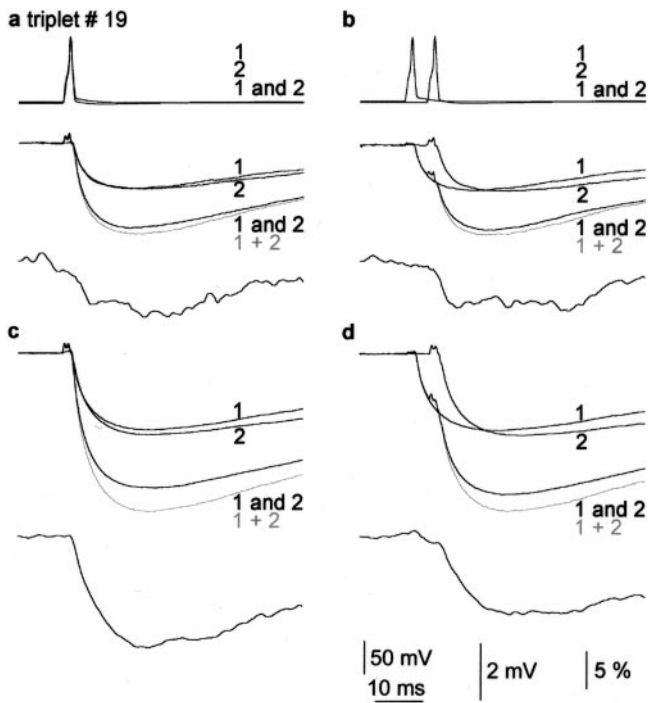 a triplet # 19
1
2
1 and 2
1
2
1 and 2
1 + 2
b
1
2
1 and 2
1
2
1 and 2
1 + 2
c
1
2
1 and 2
1 + 2
d
1
2
1 and 2
1 + 2
50 mV
10 ms
2 mV
5 %